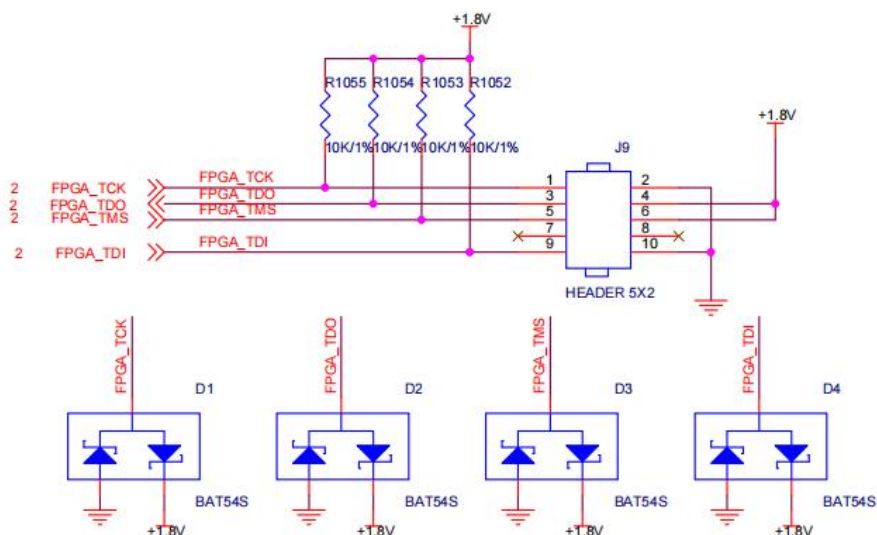 +1.8V
R1055 R1054 R1053 R1052
+1.8V
10K/1% 10K/1% 10K/1% 10K/1%
J9
2 FPGA_TCK FPGA_TCK 1 2
2 FPGA_TDO FPGA_TDO 3 4
2 FPGA_TMS FPGA_TMS 5 6
7 8
2 FPGA_TDI FPGA_TDI 9 10
HEADER 5X2
FPGA_TCK FPGA_TDO FPGA_TMS FPGA_TDI
D1 D2 D3 D4
BAT54S BAT54S BAT54S BAT54S
+1.8V +1.8V +1.8V +1.8V